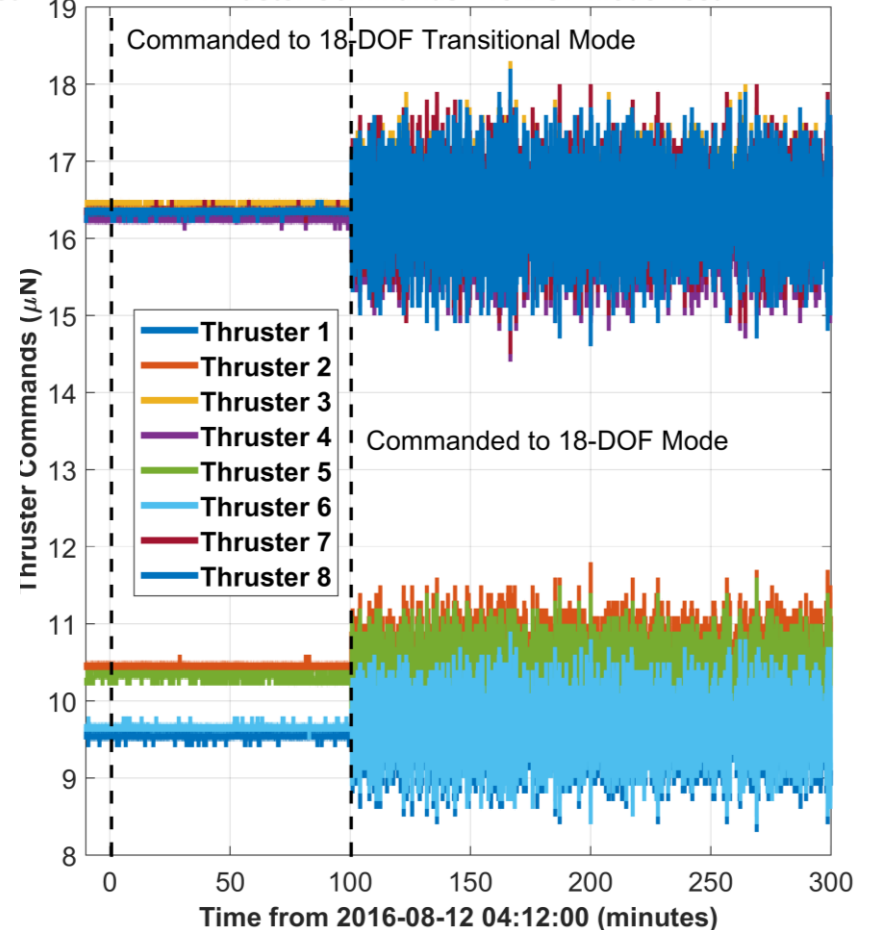 19
Commanded to 18-DOF Transitional Mode
18
17
16
15
Thruster 1
Thruster 2
Thruster 3
Thruster 4
Thruster 5
Thruster 6
Thruster 7
Thruster 8
14
Commanded to 18-DOF Mode
13
12
11
10
9
8
Thruster Commands (μN)
0 50 100 150 200 250 300
Time from 2016-08-12 04:12:00 (minutes)